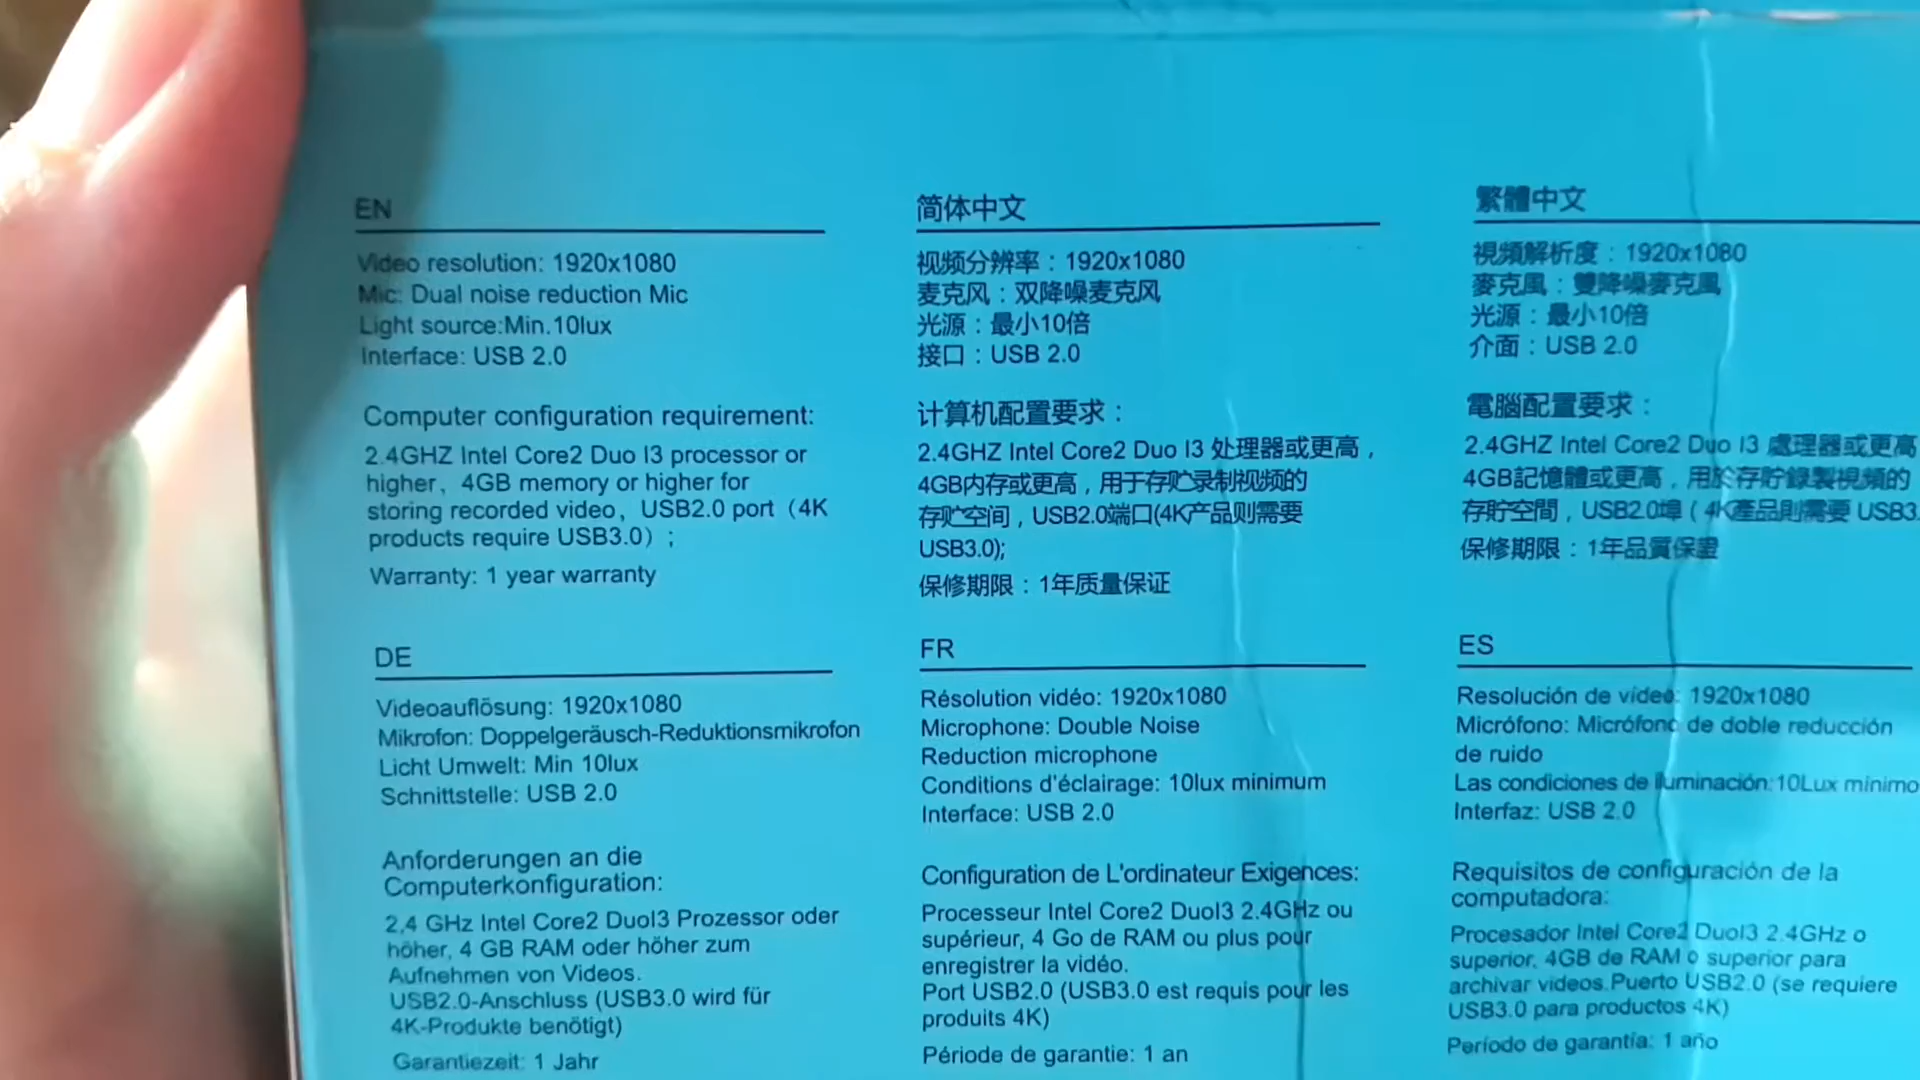 EN
Video resolution: 1920x1080
Mic: Dual noise reduction Mic
Light source:Min.10lux
Interface: USB 2.0
Computer configuration requirement:
2.4GHZ Intel Core2 Duo I3 processor or
higher、4GB memory or higher for
storing recorded video、USB2.0 port（4K
products require USB3.0）;
Warranty: 1 year warranty
简体中文
视频分辨率：1920x1080
麦克风：双降噪麦克风
光源：最小10倍
接口：USB 2.0
计算机配置要求：
2.4GHZ Intel Core2 Duo I3 处理器或更高，
4GB内存或更高，用于存贮录制视频的
存贮空间，USB2.0端口(4K产品则需要
USB3.0);
保修期限：1年质量保证
繁體中文
視頻解析度：1920x1080
麥克風：雙降噪麥克風
光源：最小10倍
介面：USB 2.0
電腦配置要求：
2.4GHZ Intel Core2 Duo I3 處理器或更高
4GB記憶體或更高，用於存貯錄製視頻的
存貯空間，USB2.0埠（4K產品則需要 USB3.
保修期限：1年品質保證
DE
Videoauflösung: 1920x1080
Mikrofon: Doppelgeräusch-Reduktionsmikrofon
Licht Umwelt: Min 10lux
Schnittstelle: USB 2.0
Anforderungen an die
Computerkonfiguration:
2,4 GHz Intel Core2 DuoI3 Prozessor oder
höher, 4 GB RAM oder höher zum
Aufnehmen von Videos.
USB2.0-Anschluss (USB3.0 wird für
4K-Produkte benötigt)
Garantiezeit: 1 Jahr
FR
Résolution vidéo: 1920x1080
Microphone: Double Noise
Reduction microphone
Conditions d'éclairage: 10lux minimum
Interface: USB 2.0
Configuration de L'ordinateur Exigences:
Processeur Intel Core2 DuoI3 2.4GHz ou
supérieur, 4 Go de RAM ou plus pour
enregistrer la vidéo.
Port USB2.0 (USB3.0 est requis pour les
produits 4K)
Période de garantie: 1 an
ES
Resolución de video: 1920x1080
Micrófono: Micrófono de doble reducción
de ruido
Las condiciones de iluminación:10Lux mínimo
Interfaz: USB 2.0
Requisitos de configuración de la
computadora:
Procesador Intel Core2 DuoI3 2.4GHz o
superior, 4GB de RAM o superior para
archivar videos.Puerto USB2.0 (se requiere
USB3.0 para productos 4K)
Período de garantía: 1 año